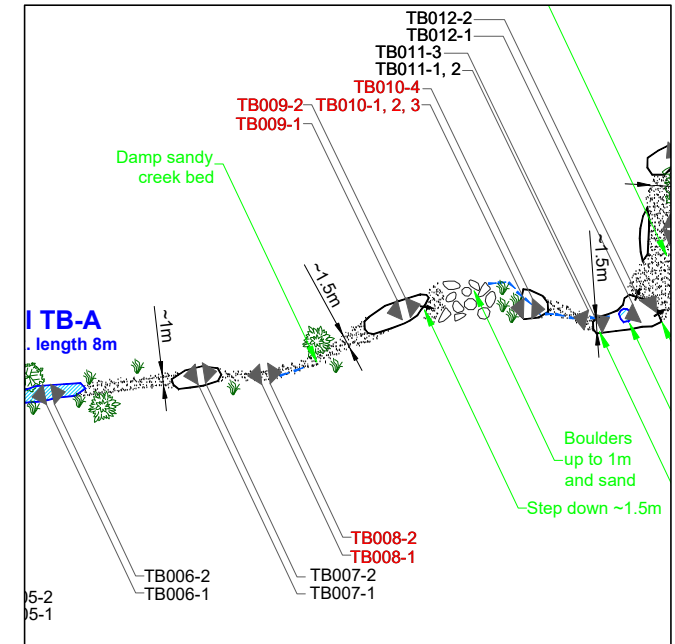 TB012-2
TB012-1
TB011-3
TB011-1, 2
TB010-4
TB009-2
TB010-1, 2, 3
TB009-1
Damp sandy
creek bed
~1.5m
~1.5m
~1m
TB-A
. length 8m
Boulders
up to 1m
and sand
Step down ~1.5m
TB008-2
TB008-1
TB006-2
TB007-2
TB006-1
TB007-1
5-2
5-1